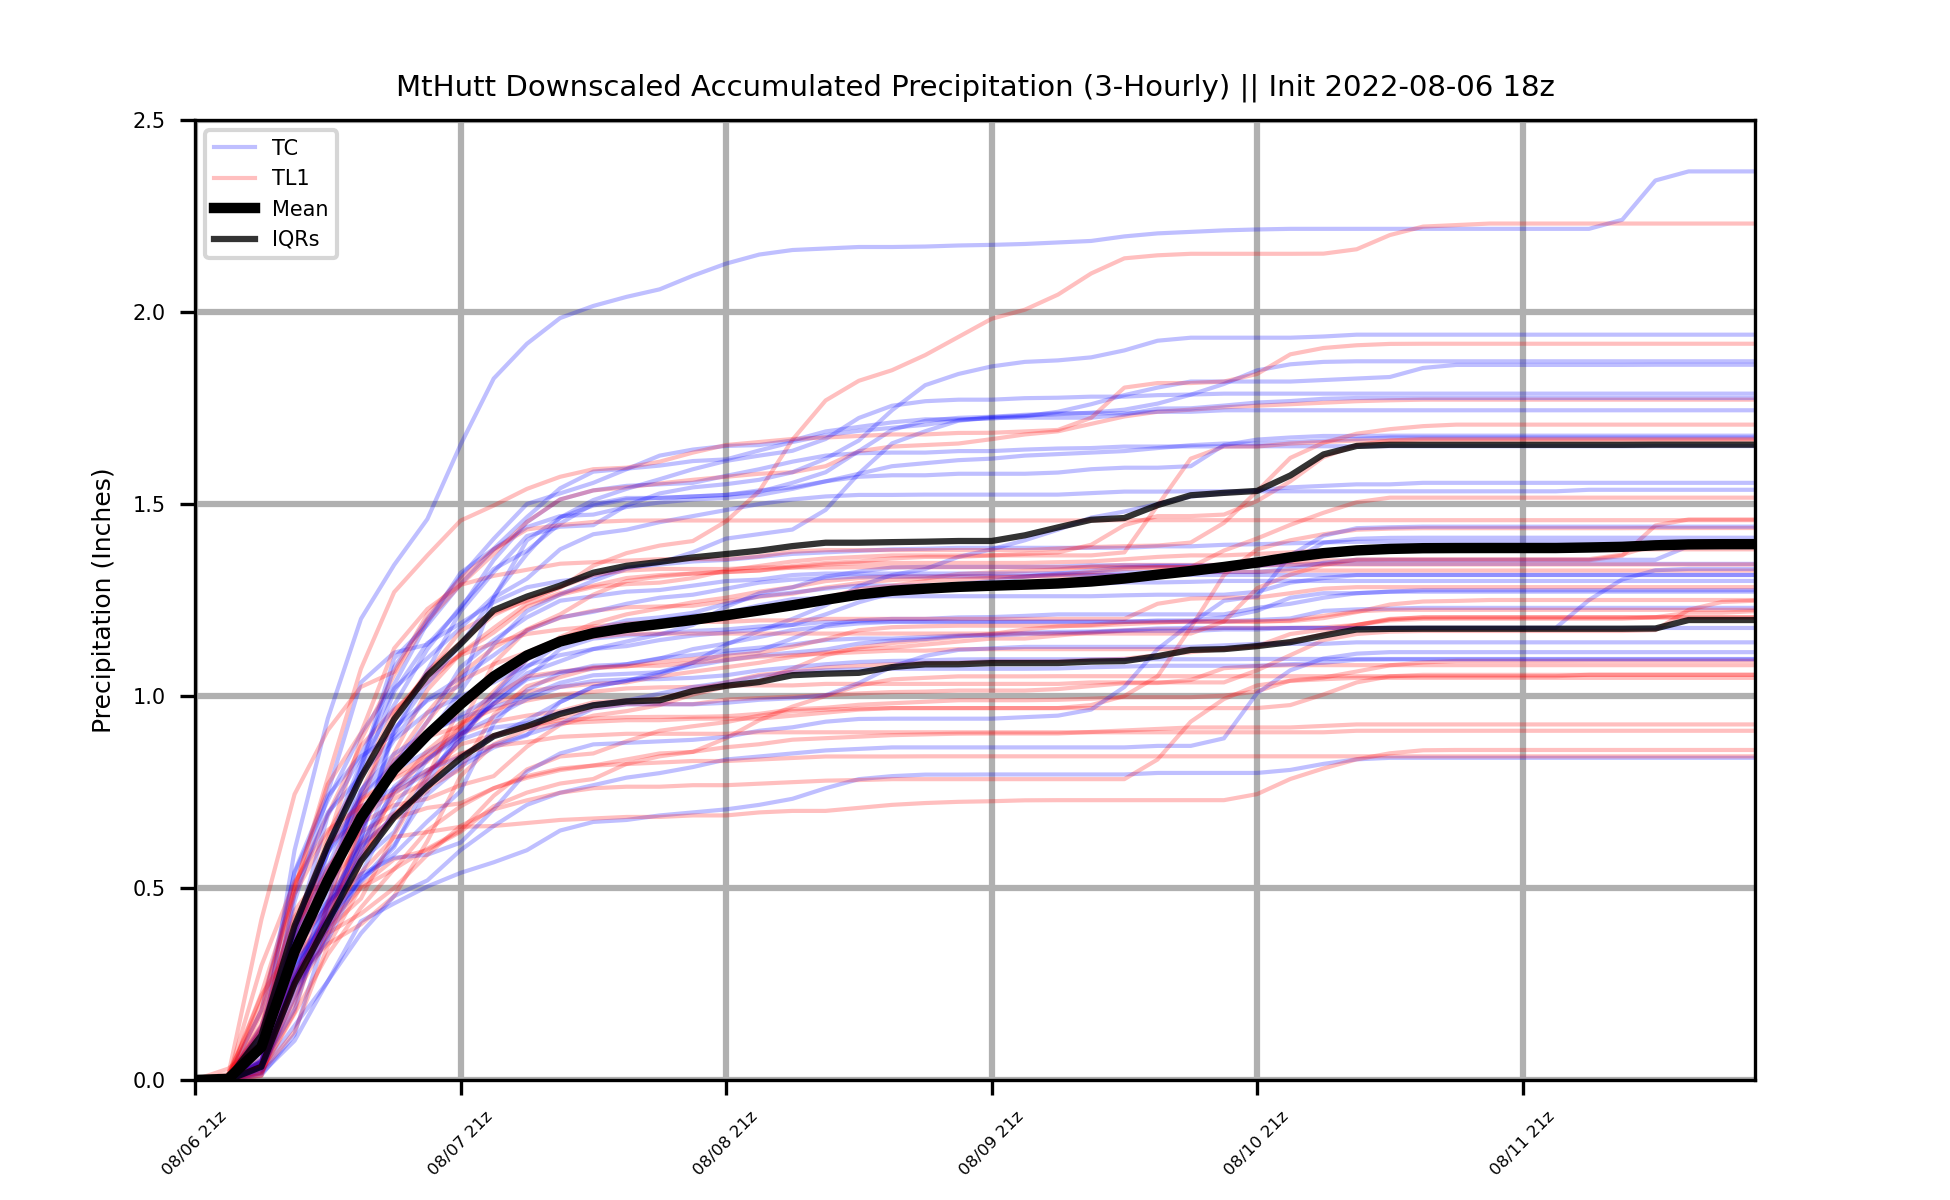 MtHutt Downscaled Accumulated Precipitation (3-Hourly) || Init 2022-08-06 18z
TC
TL1
Mean
IQRs
Precipitation (Inches)
2.5
2.0
1.5
1.0
0.5
0.0
08/06 21z
08/07 21z
08/08 21z
08/09 21z
08/10 21z
08/11 21z